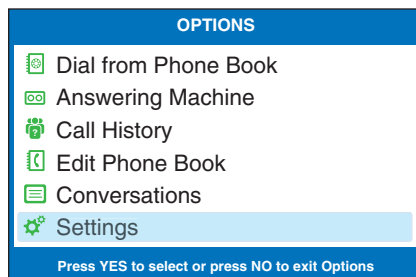 OPTIONS
Dial from Phone Book
Answering Machine
Call History
Edit Phone Book
Conversations
Settings
Press YES to select or press NO to exit Options